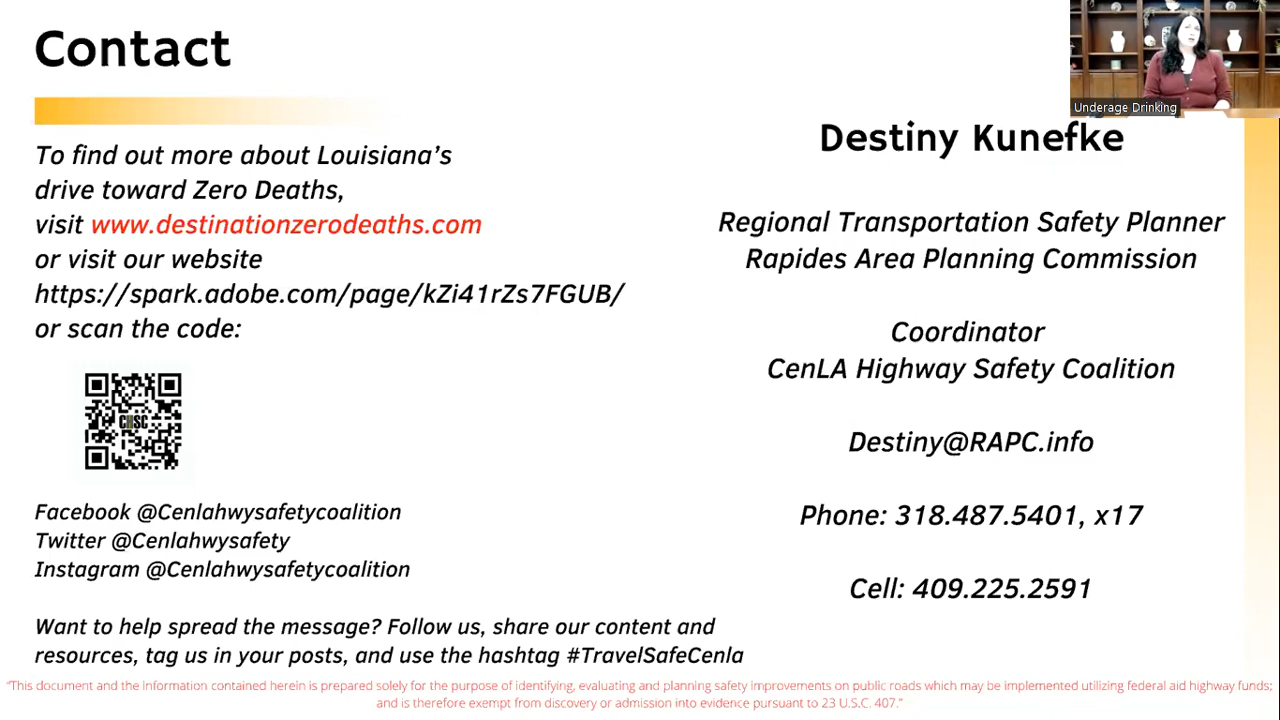 Contact
Underage Drinking
To find out more about Louisiana's
drive toward Zero Deaths,
visit www.destinationzerodeaths.com
or visit our website
https://spark.adobe.com/page/kZi41rZs7FGUB/
or scan the code:
CHSC
Facebook @Cenlahwysafetycoalition
Twitter @Cenlahwysafety
Instagram @Cenlahwysafetycoalition
Want to help spread the message? Follow us, share our content and
resources, tag us in your posts, and use the hashtag #TravelSafeCenla
Destiny Kunefke
Regional Transportation Safety Planner
Rapides Area Planning Commission
Coordinator
CenLA Highway Safety Coalition
Destiny@RAPC.info
Phone: 318.487.5401, x17
Cell: 409.225.2591
"This document and the information contained herein is prepared solely for the purpose of identifying, evaluating and planning safety improvements on public roads which may be implemented utilizing federal aid highway funds;
and is therefore exempt from discovery or admission into evidence pursuant to 23 U.S.C. 407."